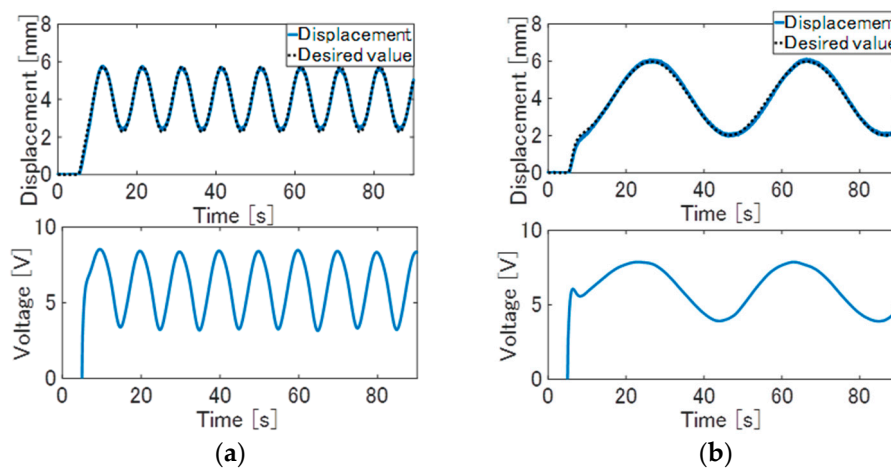 Displacement
Desired value
Displacement [mm]
8
6
4
2
0
0 20 40 60 80
Time [s]
Displacement
Desired value
Displacement [mm]
8
6
4
2
0
0 20 40 60 80
Time [s]
Voltage [V]
10
5
0
0 20 40 60 80
Time [s]
Voltage [V]
10
5
0
0 20 40 60 80
Time [s]
(a)
(b)